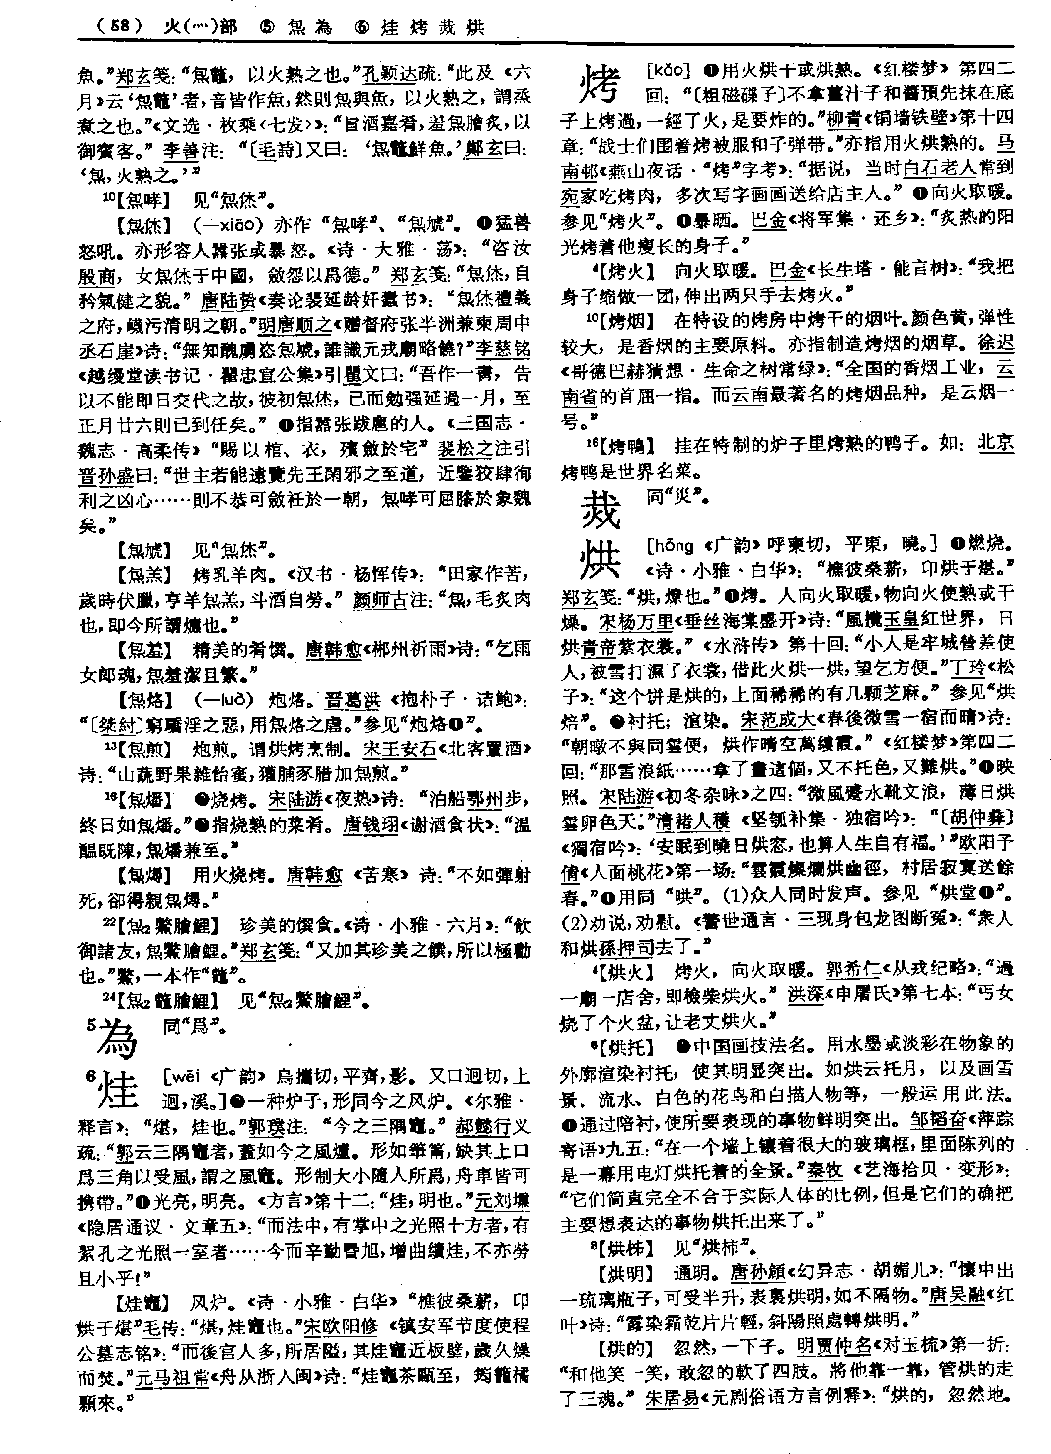 (58) 火(灬)部 ⑤ 炰為 ⑥ 烓烤烖烘
魚。”郑玄笺：“炰鼈，以火熟之也。”孔颖达疏：“此及《六
月》云‘炰鼈’者，音皆作炰，然則炰與炰，以火熟之，謂烝
煮之也。”《文选·枚乘〈七发〉》：“旨酒嘉肴，羞炰膾炙，以
御賓客。”李善注：“〔毛詩〕又曰：‘炰鼈鮮魚。’鄭玄曰：
‘炰，火熟之。’”
¹⁰【炰哮】 见“炰烋”。
【炰烋】 （—xiāo）亦作“炰哮”、“炰虓”。❶猛兽
怒吼。亦形容人嚣张或暴怒。《诗·大雅·荡》：“咨汝
殷商，女炰烋于中國，斂怨以爲德。”郑玄笺：“炰烋，自
矜氣健之貌。”唐陆贽《奏论裴延龄奸蠹书》：“炰烋禮義
之府，衊污清明之朝。”明唐顺之《赠督府张半洲兼柬周中
丞石崖》诗：“無知醜虜恣炰虓，誰識元戎廟略饒？”李慈铭
《越缦堂读书记·瞿忠宣公集》引瞿文曰：“吾作一書，告
以不能即日交代之故，彼初炰烋，已而勉强延過一月，至
正月廿六則已到任矣。”❷指嚣张跋扈的人。《三国志·
魏志·高柔传》“賜以棺、衣，殯斂於宅”裴松之注引
晋孙盛曰：“世主若能遠覽先王閑邪之至道，近鑒狡肆徇
利之凶心……則不恭可斂衽於一朝，炰哮可屈膝於象魏
矣。”
【炰虓】 见“炰烋”。
【炰羔】 烤乳羊肉。《汉书·杨恽传》：“田家作苦，
歲時伏臘，亨羊炰羔，斗酒自勞。”颜师古注：“炰，毛炙肉
也，即今所謂爊也。”
【炰羞】 精美的肴馔。唐韩愈《郴州祈雨》诗：“乞雨
女郎魂，炰羞潔且繁。”
【炰烙】 （—luò）炮烙。晋葛洪《抱朴子·诘鲍》：
“〔桀紂〕窮驕淫之惡，用炰烙之虐。”参见“炮烙❶”。
¹³【炰煎】 炮煎。谓烘烤烹制。宋王安石《北客置酒》
诗：“山蔬野果雜飴蜜，獾脯豕腊加炰煎。”
¹⁶【炰燔】 ❶烧烤。宋陆游《夜热》诗：“泊船鄂州步，
終日如炰燔。”❷指烧熟的菜肴。唐钱珝《谢酒食状》：“温
醖既陳，炰燔兼至。”
【炰燖】 用火烧烤。唐韩愈《苦寒》诗：“不如彈射
死，卻得親炰燖。”
²²【炰₂鱉膾鯉】 珍美的馔食。《诗·小雅·六月》：“飲
御諸友，炰鱉膾鯉。”郑玄笺：“又加其珍美之饌，所以極勸
也。”鱉，一本作“鼈”。
²⁴【炰₂鼈膾鯉】 见“炰₂鱉膾鯉”。
⁵為 同“爲”。
⁶烓 [wēi《广韵》烏攜切，平齊，影。又口迥切，上
迥，溪。]❶一种炉子，形同今之风炉。《尔雅·
释言》：“煁，烓也。”郭璞注：“今之三隅竈。”郝懿行义
疏：“郭云三隅竈者，蓋如今之風爐。形如筆筩，缺其上口
爲三角以受風，謂之風竈。形制大小隨人所爲，舟車皆可
携帶。”❷光亮，明亮。《方言》第十二：“烓，明也。”元刘壎
《隐居通议·文章五》：“而法中，有掌中之光照十方者，有
絮孔之光照一室者……今而辛勤暋旭，增曲續烓，不亦勞
且小乎！”
【烓竈】 风炉。《诗·小雅·白华》“樵彼桑薪，卬
烘于煁”毛传：“煁，烓竈也。”宋欧阳修《镇安军节度使程
公墓志铭》：“而後宫人多，所居隘，其烓竈近板壁，歲久燥
而焚。”元马祖常《舟从浙人闽》诗：“烓竈茶甌至，筠籠橘
顆來。”
烤 [kǎo] ❶用火烘干或烘熟。《红楼梦》第四二
回：“〔粗磁碟子〕不拿薑汁子和醬預先抹在底
子上烤過，一經了火，是要炸的。”柳青《铜墙铁壁》第十四
章：“战士们围着烤被服和子弹带。”亦指用火烘熟的。马
南邨《燕山夜话·“烤”字考》：“据说，当时白石老人常到
宛家吃烤肉，多次写字画画送给店主人。”❷向火取暖。
参见“烤火”。❸暴晒。巴金《将军集·还乡》：“炙热的阳
光烤着他瘦长的身子。”
⁴【烤火】 向火取暖。巴金《长生塔·能言树》：“我把
身子缩做一团，伸出两只手去烤火。”
¹⁰【烤烟】 在特设的烤房中烤干的烟叶。颜色黄，弹性
较大，是香烟的主要原料。亦指制造烤烟的烟草。徐迟
《哥德巴赫猜想·生命之树常绿》：“全国的香烟工业，云
南省的首屈一指。而云南最著名的烤烟品种，是云烟一
号。”
¹⁶【烤鴨】 挂在特制的炉子里烤熟的鸭子。如：北京
烤鸭是世界名菜。
烖 同“災”。
烘 [hōng《广韵》呼東切，平東，曉。] ❶燃烧。
《诗·小雅·白华》：“樵彼桑薪，卬烘于煁。”
郑玄笺：“烘，燎也。”❷烤。人向火取暖，物向火使熟或干
燥。宋杨万里《垂丝海棠盛开》诗：“風攪玉皇紅世界，日
烘青帝紫衣裳。”《水浒传》第十回：“小人是牢城營差使
人，被雪打濕了衣裳，借此火烘一烘，望乞方便。”丁玲《松
子》：“这个饼是烘的，上面稀稀的有几颗芝麻。”参见“烘
焙”。❸衬托；渲染。宋范成大《春後微雪一宿而晴》诗：
“朝暾不與同雲便，烘作晴空萬縷霞。”《红楼梦》第四二
回：“那雪浪紙……拿了畫這個，又不托色，又難烘。”❹映
照。宋陆游《初冬杂咏》之四：“微風蹙水靴文浪，薄日烘
雲卵色天。”清褚人穫《坚瓠补集·独宿吟》：“〔胡仲彝〕
《獨宿吟》：‘安眠到曉日烘窓，也算人生自有福。’”欧阳予
倩《人面桃花》第一场：“雲霞燦爛烘幽徑，村居寂寞送餘
春。”❺用同“哄”。(1)众人同时发声。参见“烘堂❶”。
(2)劝说，劝慰。《警世通言·三现身包龙图断冤》：“衆人
和烘孫押司去了。”
⁴【烘火】 烤火，向火取暖。郭希仁《从戎纪略》：“過
一廟一店舍，即檢柴烘火。”洪深《申屠氏》第七本：“丐女
烧了个火盆，让老丈烘火。”
⁶【烘托】 ❶中国画技法名。用水墨或淡彩在物象的
外廓渲染衬托，使其明显突出。如烘云托月，以及画雪
景、流水、白色的花鸟和白描人物等，一般运用此法。
❷通过陪衬，使所要表现的事物鲜明突出。邹韬奋《萍踪
寄语》九五：“在一个墙上镶着很大的玻璃框，里面陈列的
是一幕用电灯烘托着的全景。”秦牧《艺海拾贝·变形》：
“它们简直完全不合于实际人体的比例，但是它们的确把
主要想表达的事物烘托出来了。”
⁸【烘柹】 见“烘柿”。
【烘明】 通明。唐孙頠《幻异志·胡媚儿》：“懷中出
一琉璃瓶子，可受半升，表裏烘明，如不隔物。”唐吴融《红
叶》诗：“露染霜乾片片輕，斜陽照處轉烘明。”
【烘的】 忽然，一下子。明贾仲名《对玉梳》第一折：
“和他笑一笑，敢忽的軟了四肢。將他靠一靠，管烘的走
了三魂。”朱居易《元剧俗语方言例释》：“烘的，忽然地。